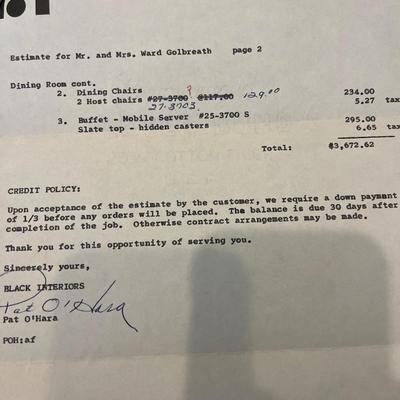 Estimate for Mr. and Mrs. Ward Golbreath page 2
Dining Room cont.
2. Dining Chairs ? 234.00
2 Host chairs #27-3700 @117.00 129.00 5.27 tax
27-3703
3. Buffet - Mobile Server #25-3700 S 295.00
Slate top - hidden casters 6.65 tax
Total: $3,672.62
CREDIT POLICY:
Upon acceptance of the estimate by the customer, we require a down payment
of 1/3 before any orders will be placed. The balance is due 30 days after
completion of the job. Otherwise contract arrangements may be made.
Thank you for this opportunity of serving you.
Sincerely yours,
BLACK INTERIORS
Pat O'Hara
Pat O'Hara
POH:af